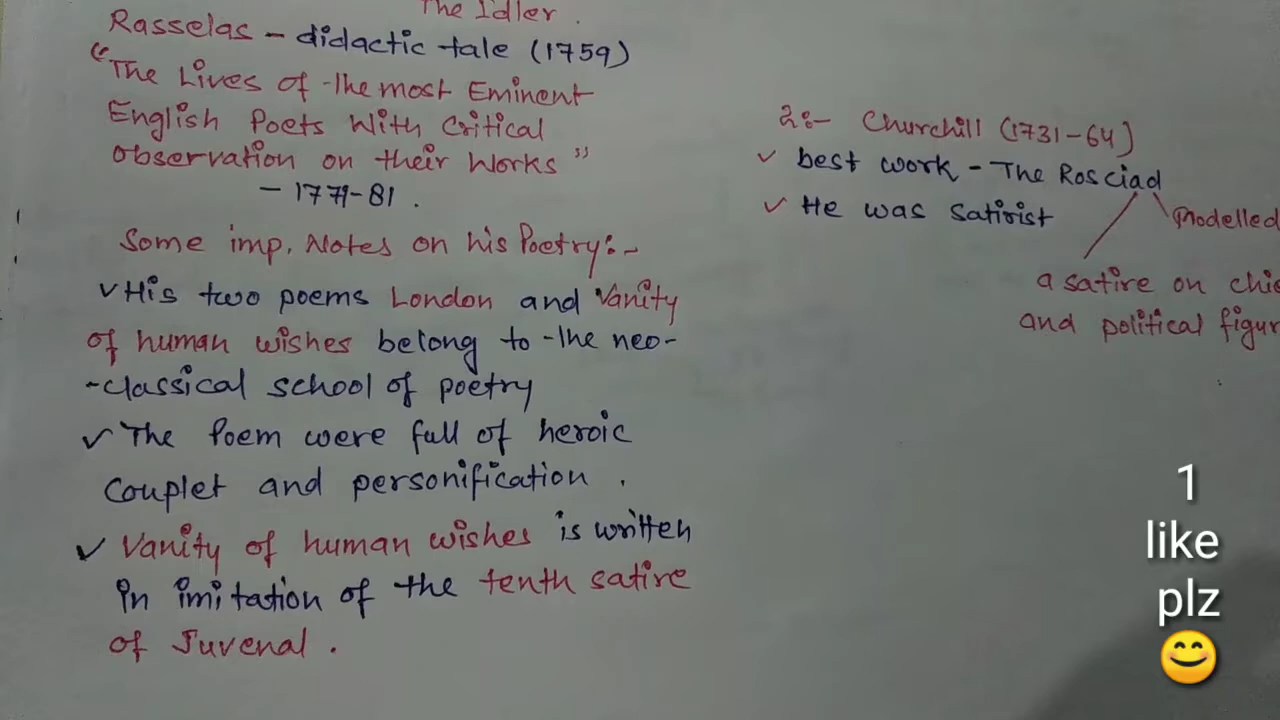 The Idler.
Rasselas - didactic tale (1759)
"The Lives of the most Eminent
English Poets With Critical
Observation on their Works"
- 1779-81.
Some imp. Notes on his Poetry:-
✓ His two poems London and Vanity
of human wishes belong to the neo-
-classical school of poetry
✓ The Poem were full of heroic
couplet and personification.
✓ Vanity of human wishes is written
in imitation of the tenth satire
of Juvenal.
2:- Churchill (1731-64]
✓ best work - The Rosciad
✓ He was Satirist
Modelled
a satire on
and political
1
like
plz
😊